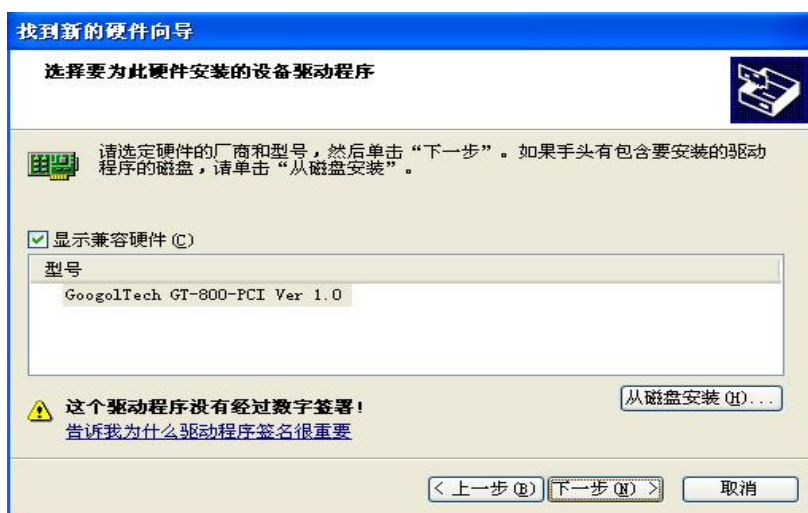 找到新的硬件向导
选择要为此硬件安装的设备驱动程序
请选定硬件的厂商和型号，然后单击“下一步”。如果手头有包含要安装的驱动
程序的磁盘，请单击“从磁盘安装”。
显示兼容硬件(C)
型号
GoogolTech GT-800-PCI Ver 1.0
这个驱动程序没有经过数字签署！
告诉我为什么驱动程序签名很重要
从磁盘安装(H)...
< 上一步(B) 下一步(N) > 取消